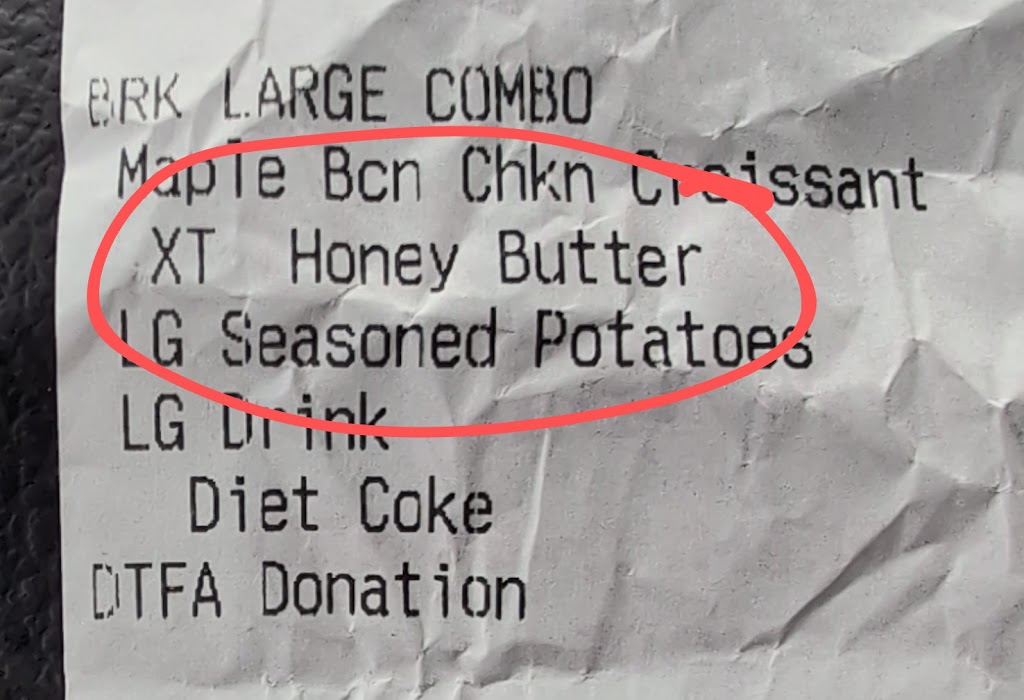 BRK LARGE COMBO
Maple Bcn Chkn Croissant
XT Honey Butter
LG Seasoned Potatoes
LG Drink
Diet Coke
DTFA Donation